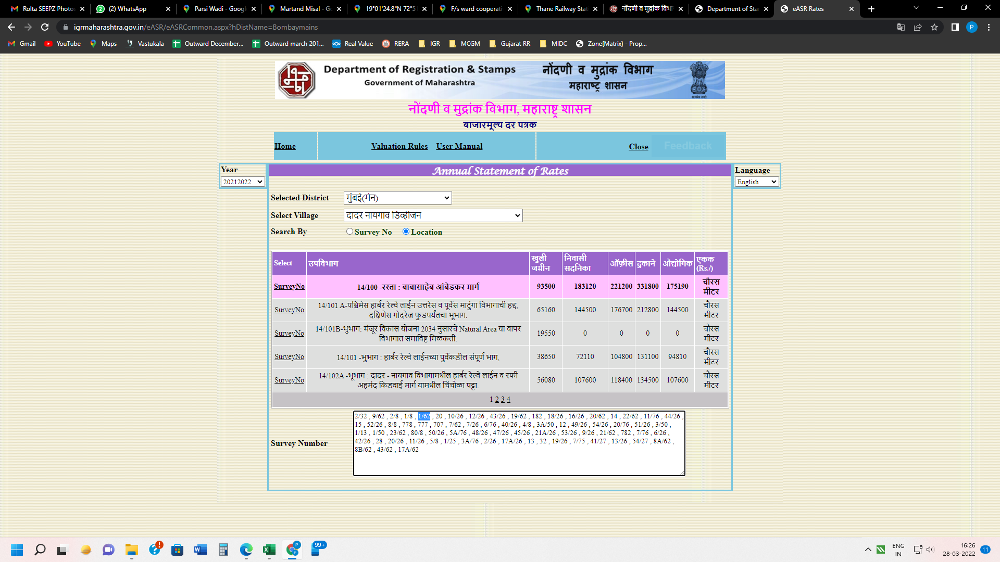 Rolta SEEPZ Photos
(2) WhatsApp
Parsi Wadi - Googl
Martand Misal - Go
19°01'24.8"N 72°5
F/s ward cooperati
Thane Railway Stat
नोंदणी व मुद्रांक विभा
Department of Sta
eASR Rates
igrmaharashtra.gov.in/eASR/eASRCommon.aspx?hDistName=Bombaymains
P
Gmail YouTube Maps Vastukala Outward December... Outward march 201... Real Value RERA IGR MCGM Gujarat RR MIDC Zone{Matrix} - Prop...
Department of Registration & Stamps
Government of Maharashtra
नोंदणी व मुद्रांक विभाग
महाराष्ट्र शासन
नोंदणी व मुद्रांक विभाग, महाराष्ट्र शासन
बाजारमूल्य दर पत्रक
Home Valuation Rules User Manual Close Feedback
Year
20212022
Annual Statement of Rates
Language
English
Selected District मुंबई(मेन)
Select Village दादर नायगाव डिव्हीजन
Search By Survey No Location
Select उपविभाग खुली जमीन निवासी सदनिका ऑफ़ीस दुकाने औद्योगिक एकक (Rs./)
SurveyNo 14/100 -रस्ता : बाबासाहेब आंबेडकर मार्ग 93500 183120 221200 331800 175190 चौरस मीटर
SurveyNo 14/101 A-पश्चिमेस हार्बर रेल्वे लाईन उत्तरेस व पूर्वेस माटुंगा विभागाची हद्द, दक्षिणेस गोदरेज फुडपर्यंतचा भूभाग. 65160 144500 176700 212800 144500 चौरस मीटर
SurveyNo 14/101B-भुभाग: मंजूर विकास योजना 2034 नुसारचे Natural Area या वापर विभागात समाविष्ट मिळकती. 19550 0 0 0 0 चौरस मीटर
SurveyNo 14/101 -भुभाग : हार्बर रेल्वे लाईनच्या पुर्वेकडील संपूर्ण भाग, 38650 72110 104800 131100 94810 चौरस मीटर
SurveyNo 14/102A -भूभाग : दादर - नायगाव विभागामधील हार्बर रेल्वे लाईन व रफी अहमंद किडवाई मार्ग यामधील चिंचोळा पट्टा. 56080 107600 118400 134500 107600 चौरस मीटर
1 2 3 4
Survey Number
2/32 , 9/62 , 2/8 , 1/8 , 1/62 , 20 , 10/26 , 12/26 , 43/26 , 19/62 , 182 , 18/26 , 16/26 , 20/62 , 14 , 22/62 , 11/76 , 44/26 ,
15 , 52/26 , 8/8 , 778 , 777 , 707 , 7/62 , 7/26 , 6/76 , 40/26 , 4/8 , 3A/50 , 12 , 49/26 , 54/26 , 20/76 , 51/26 , 3/50 ,
1/13 , 1/50 , 23/62 , 80/8 , 50/26 , 5A/76 , 48/26 , 47/26 , 45/26 , 21A/26 , 53/26 , 9/26 , 21/62 , 782 , 7/76 , 6/26 ,
42/26 , 28 , 20/26 , 11/26 , 5/8 , 1/25 , 3A/76 , 2/26 , 17A/26 , 13 , 32 , 19/26 , 7/75 , 41/27 , 13/26 , 54/27 , 8A/62 ,
8B/62 , 43/62 , 17A/62
99+
ENG
IN
16:26
28-03-2022
11